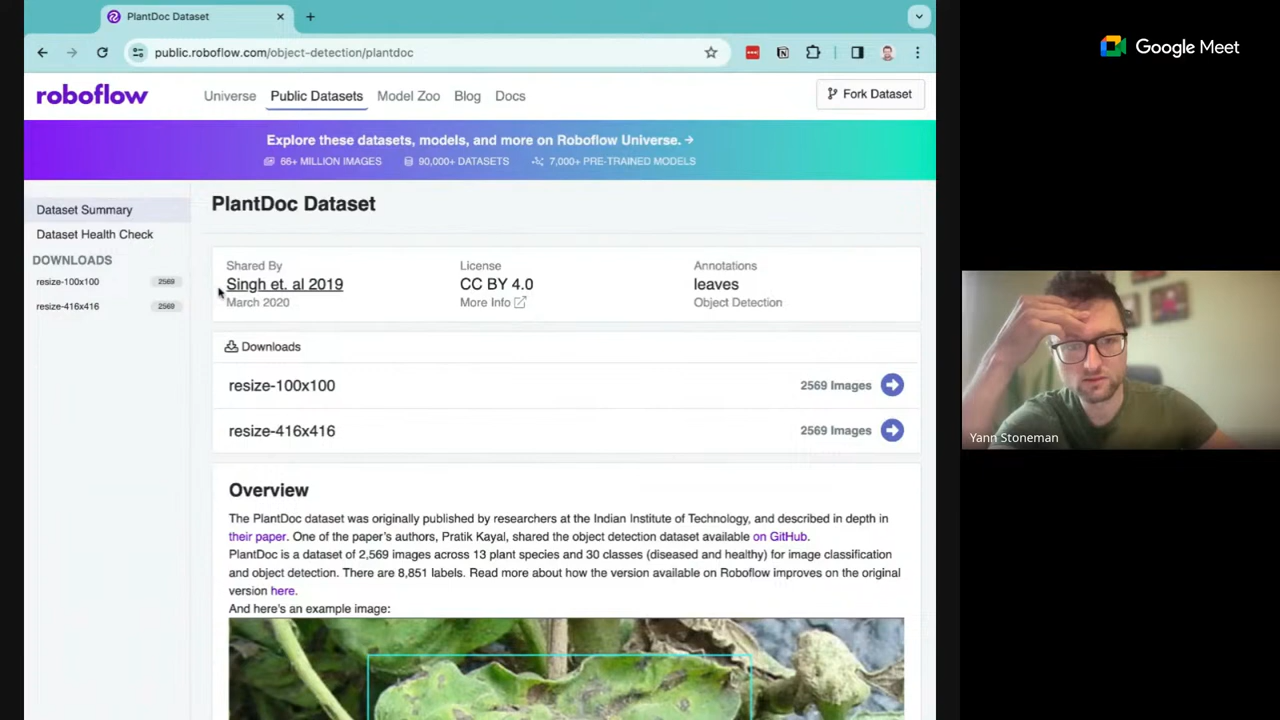 PlantDoc Dataset
public.roboflow.com/object-detection/plantdoc
Google Meet
roboflow
Universe Public Datasets Model Zoo Blog Docs
Fork Dataset
Explore these datasets, models, and more on Roboflow Universe. →
66+ MILLION IMAGES 90,000+ DATASETS 7,000+ PRE-TRAINED MODELS
Dataset Summary
Dataset Health Check
DOWNLOADS
resize-100x100 2569
resize-416x416 2569
PlantDoc Dataset
Shared By
Singh et. al 2019
March 2020
License
CC BY 4.0
More Info
Annotations
leaves
Object Detection
Downloads
resize-100x100 2569 Images
resize-416x416 2569 Images
Overview
The PlantDoc dataset was originally published by researchers at the Indian Institute of Technology, and described in depth in
their paper. One of the paper's authors, Pratik Kayal, shared the object detection dataset available on GitHub.
PlantDoc is a dataset of 2,569 images across 13 plant species and 30 classes (diseased and healthy) for image classification
and object detection. There are 8,851 labels. Read more about how the version available on Roboflow improves on the original
version here.
And here's an example image:
Yann Stoneman